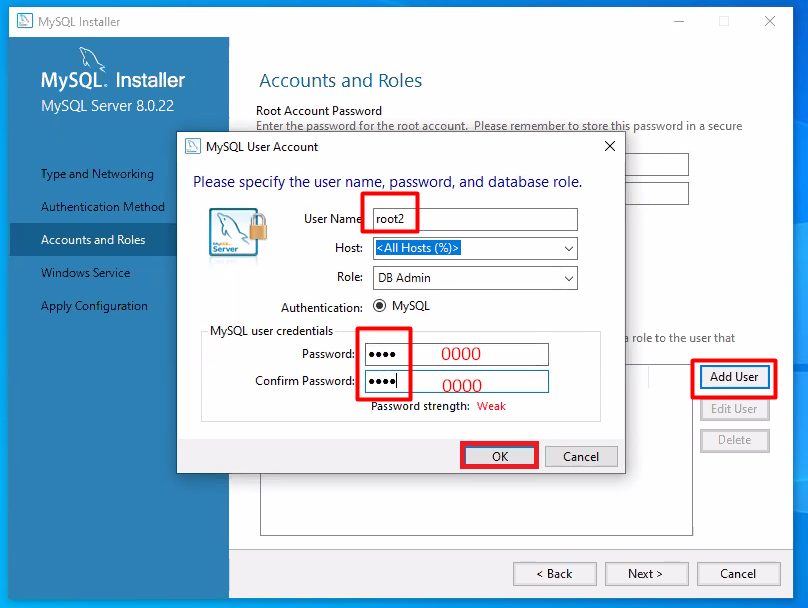 MySQL Installer
MySQL. Installer
MySQL Server 8.0.22
Type and Networking
Authentication Method
Accounts and Roles
Windows Service
Apply Configuration
Accounts and Roles
Root Account Password
Enter the password for the root account. Please remember to store this password in a secure
MySQL User Account
Please specify the user name, password, and database role.
MySQL
Server
User Name
root2
Host:
<All Hosts (%)>
Role:
DB Admin
Authentication:
MySQL
MySQL user credentials
Password:
••••
0000
Confirm Password:
••••
0000
Password strength: Weak
OK
Cancel
a role to the user that
Add User
Edit User
Delete
< Back
Next >
Cancel